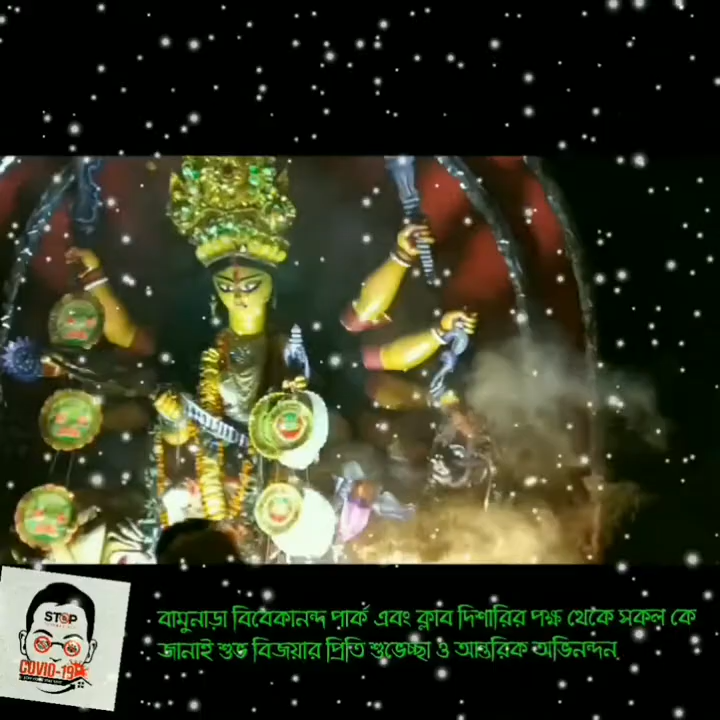 STOP
COVID-19
বামুনাড়া বিবেকানন্দ পার্ক এবং ক্লাব দিশারির পক্ষ থেকে সকল কে
জানাই শুভ বিজয়ার প্রিতি শুভেচ্ছা ও আন্তরিক অভিনন্দন